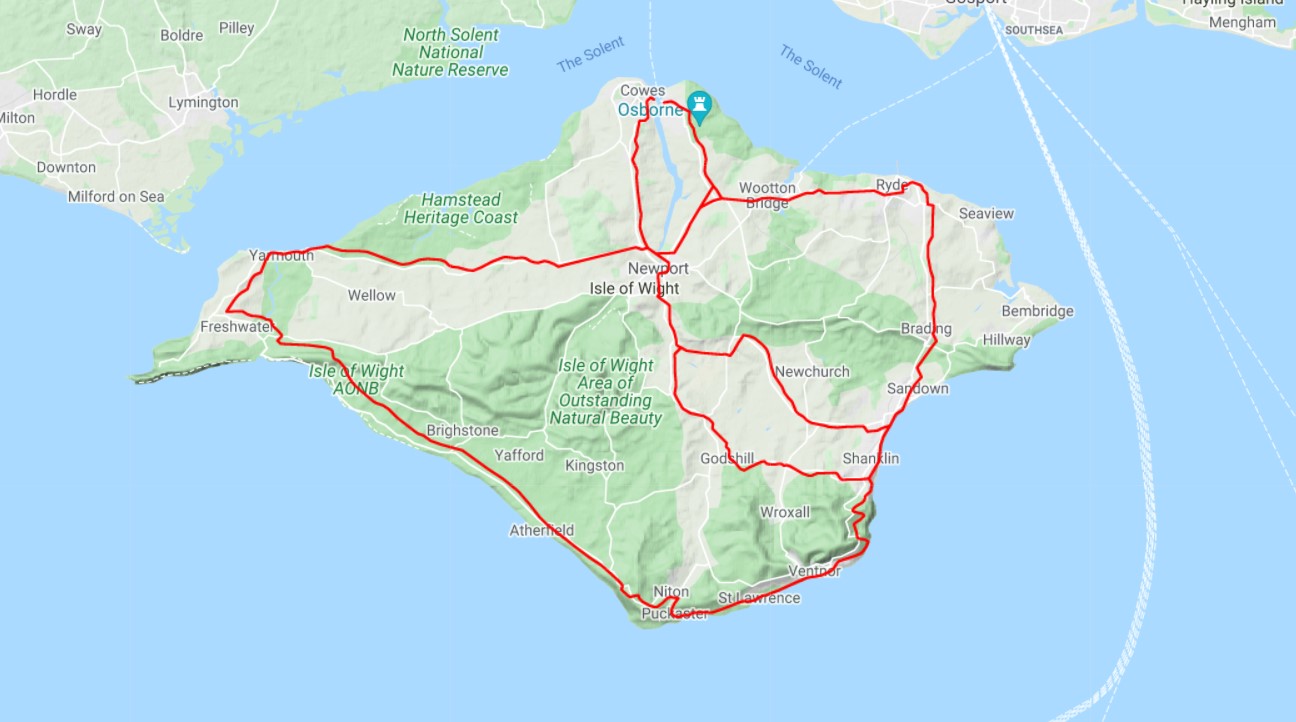 Gosport
Hayling Island
Sway
Boldre
Pilley
SOUTHSEA
Mengham
North Solent
National
Nature Reserve
The Solent
The Solent
Hordle
Lymington
Cowes
Osborne
Milton
Downton
Milford on Sea
Wootton
Bridge
Ryde
Hamstead
Heritage Coast
Seaview
Yarmouth
Newport
Isle of Wight
Wellow
Bembridge
Freshwater
Brading
Hillway
Isle of Wight
AONB
Isle of Wight
Area of
Outstanding
Natural Beauty
Newchurch
Sandown
Brighstone
Yafford
Kingston
Godshill
Shanklin
Wroxall
Atherfield
Ventnor
Niton
St Lawrence
Puckaster